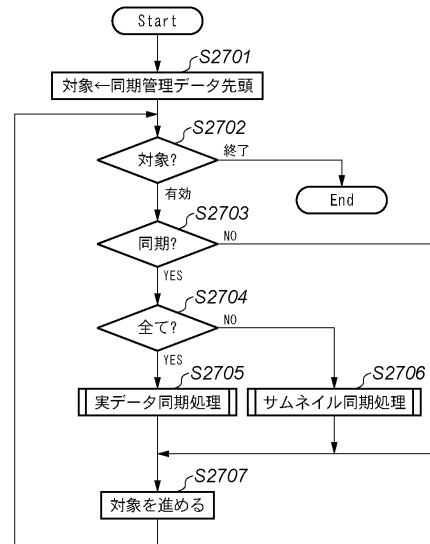 Start
S2701
対象←同期管理データ先頭
S2702
対象?
終了
End
有効
S2703
同期?
NO
YES
S2704
全て?
NO
YES
S2705
S2706
実データ同期処理
サムネイル同期処理
S2707
対象を進める